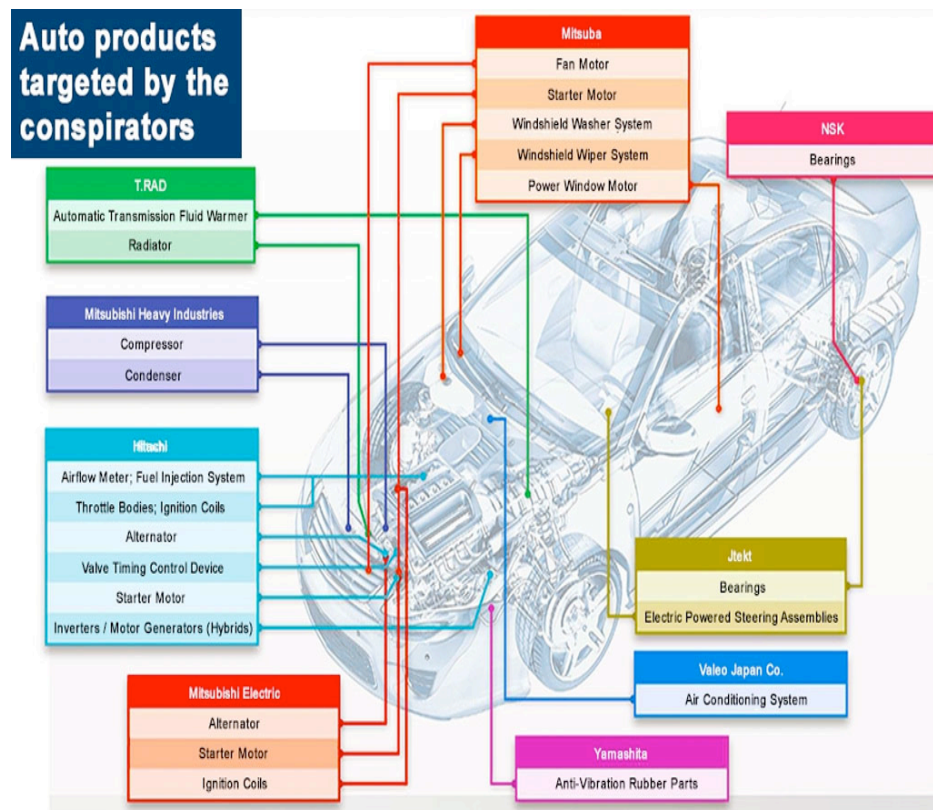 Auto products
targeted by the
conspirators
Mitsuba
Fan Motor
Starter Motor
Windshield Washer System
Windshield Wiper System
Power Window Motor
NSK
Bearings
T.RAD
Automatic Transmission Fluid Warmer
Radiator
Mitsubishi Heavy Industries
Compressor
Condenser
Hitachi
Airflow Meter; Fuel Injection System
Throttle Bodies; Ignition Coils
Alternator
Valve Timing Control Device
Starter Motor
Inverters / Motor Generators (Hybrids)
Jtekt
Bearings
Electric Powered Steering Assemblies
Valeo Japan Co.
Air Conditioning System
Mitsubishi Electric
Alternator
Starter Motor
Ignition Coils
Yamashita
Anti-Vibration Rubber Parts